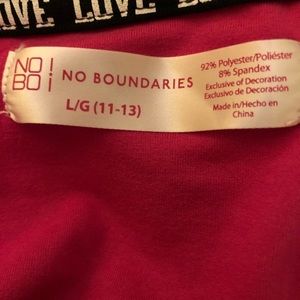 LOVE
NO
BO!
NO BOUNDARIES
L/G (11-13)
92% Polyester/Poliéster
8% Spandex
Exclusive of Decoration
Exclusivo de Decoración
Made in/Hecho en
China